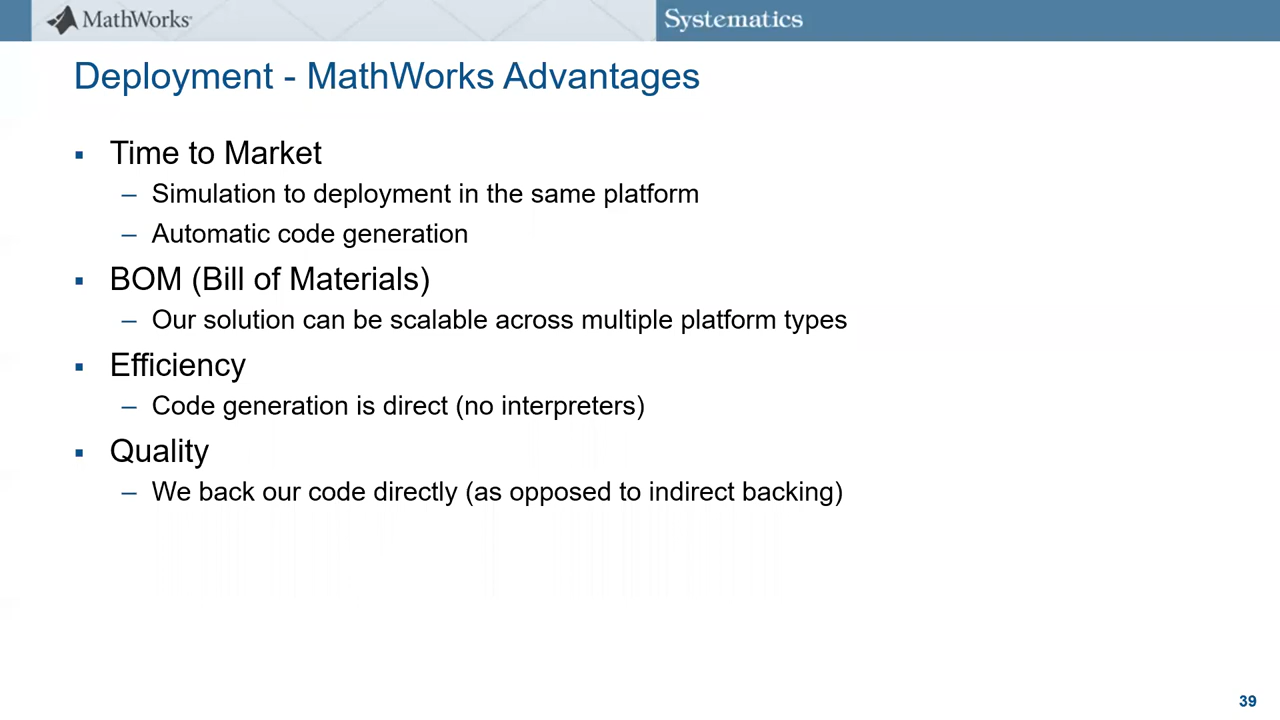 MathWorks
Systematics
Deployment - MathWorks Advantages
▪ Time to Market
– Simulation to deployment in the same platform
– Automatic code generation
▪ BOM (Bill of Materials)
– Our solution can be scalable across multiple platform types
▪ Efficiency
– Code generation is direct (no interpreters)
▪ Quality
– We back our code directly (as opposed to indirect backing)
39